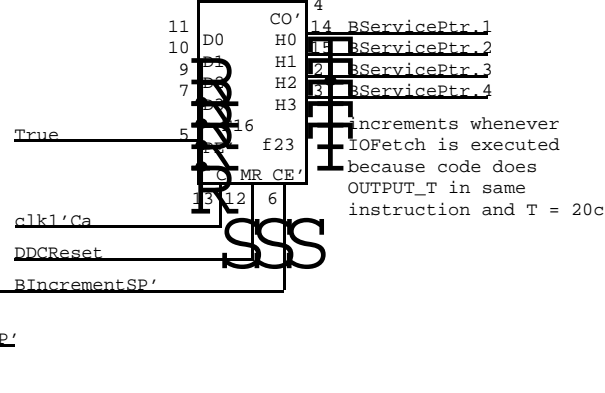 4
CO'
11
D0
H0
14
BServicePtr.1
10
D1
H1
15
BServicePtr.2
9
H2
BServicePtr.3
7
H3
3
BServicePtr.4
True
5
16
f23
increments whenever
IOFetch is executed
because code does
OUTPUT_T in same
instruction and T = 20c
C
MR
CE'
13
12
6
clk1'Ca
DDCReset
BIncrementSP'
P'